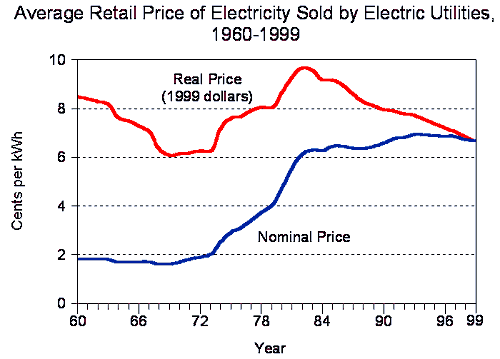 Average Retail Price of Electricity Sold by Electric Utilities,
1960-1999
10
Real Price
(1999 dollars)
8
6
Cents per kWh
4
Nominal Price
2
0
60 66 72 78 84 90 96 99
Year